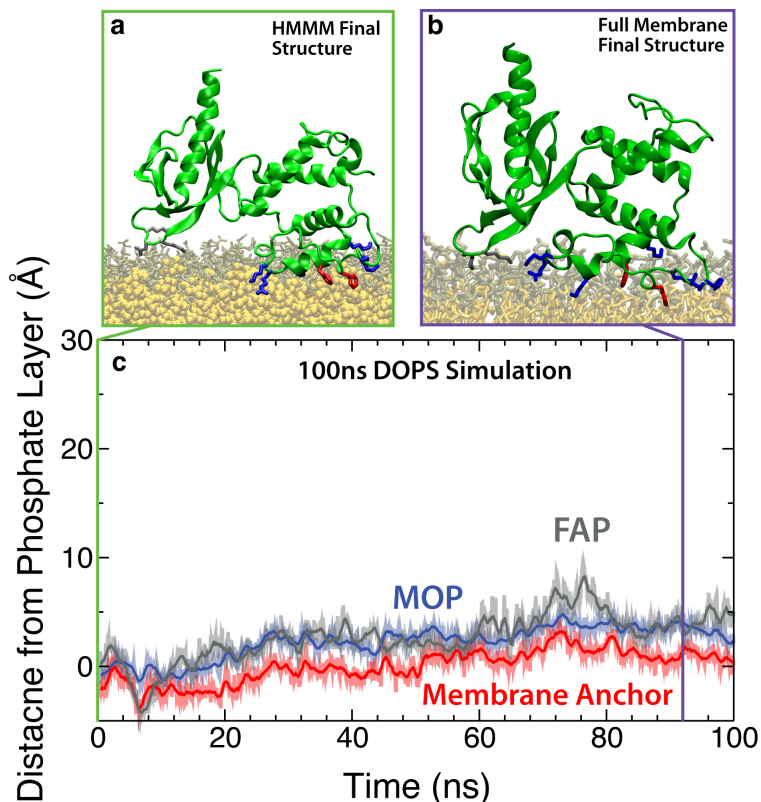 a
HMMM Final
Structure
b
Full Membrane
Final Structure
c
100ns DOPS Simulation
Distacne from Phosphate Layer (Å)
30
20
10
0
FAP
MOP
Membrane Anchor
0
20
40
60
80
100
Time (ns)